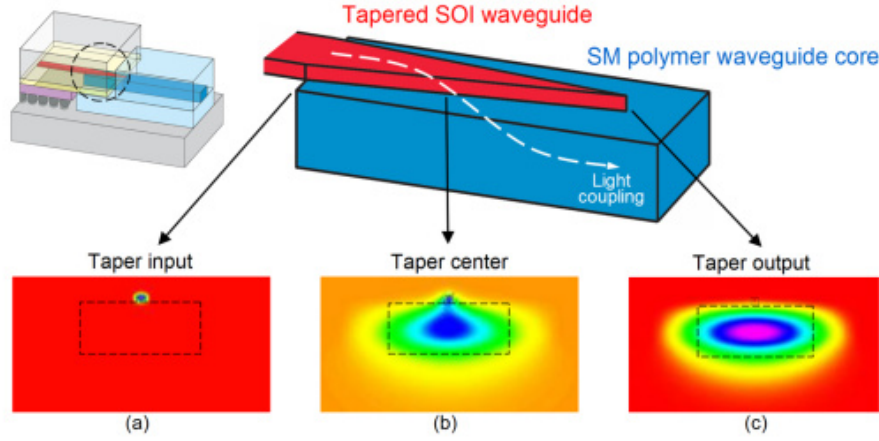 Tapered SOI waveguide
SM polymer waveguide core
Light
coupling
Taper input
Taper center
Taper output
(a)
(b)
(c)